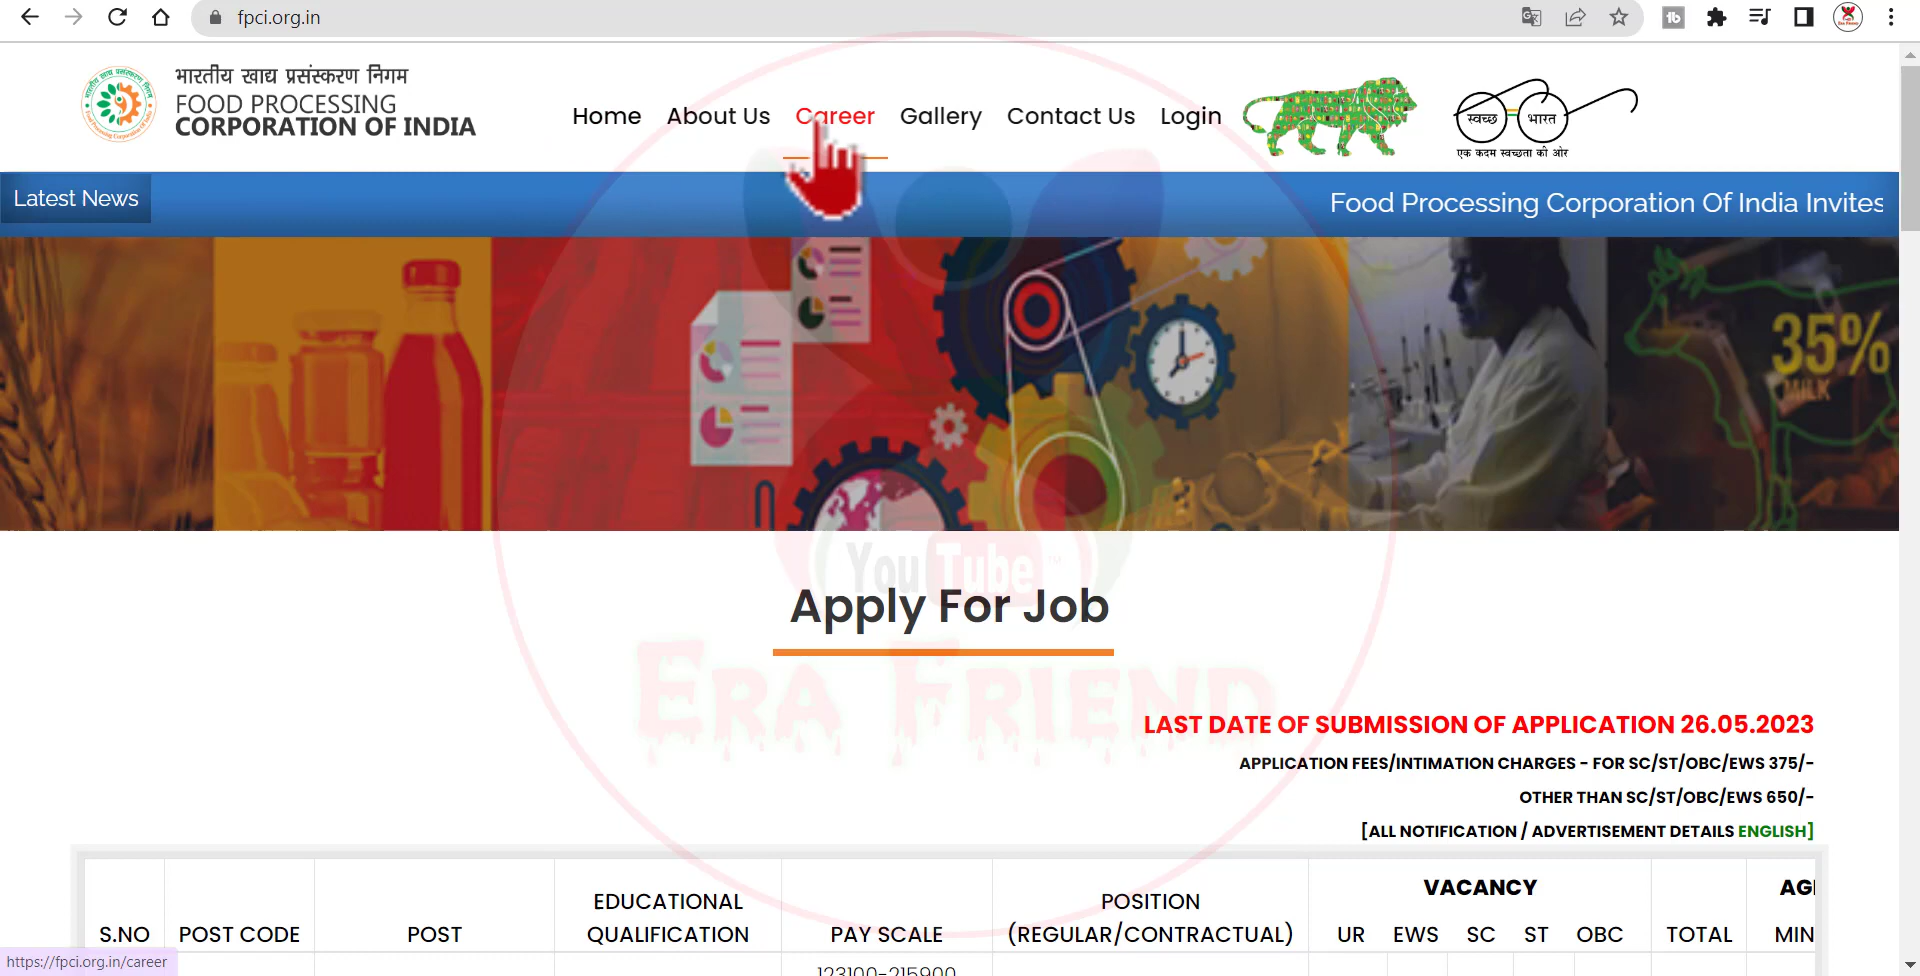 fpci.org.in
भारतीय खाद्य प्रसंस्करण निगम
FOOD PROCESSING
CORPORATION OF INDIA
Home About Us Career Gallery Contact Us Login
स्वच्छ भारत
एक कदम स्वच्छता की ओर
Latest News
Food Processing Corporation Of India Invites
35%
MILK
YouTube
Apply For Job
ERA FRIEND
LAST DATE OF SUBMISSION OF APPLICATION 26.05.2023
APPLICATION FEES/INTIMATION CHARGES - FOR SC/ST/OBC/EWS 375/-
OTHER THAN SC/ST/OBC/EWS 650/-
[ALL NOTIFICATION / ADVERTISEMENT DETAILS ENGLISH]
VACANCY
EDUCATIONAL
POSITION
S.NO POST CODE POST QUALIFICATION PAY SCALE (REGULAR/CONTRACTUAL) UR EWS SC ST OBC TOTAL MIN
https://fpci.org.in/career
123100-215900